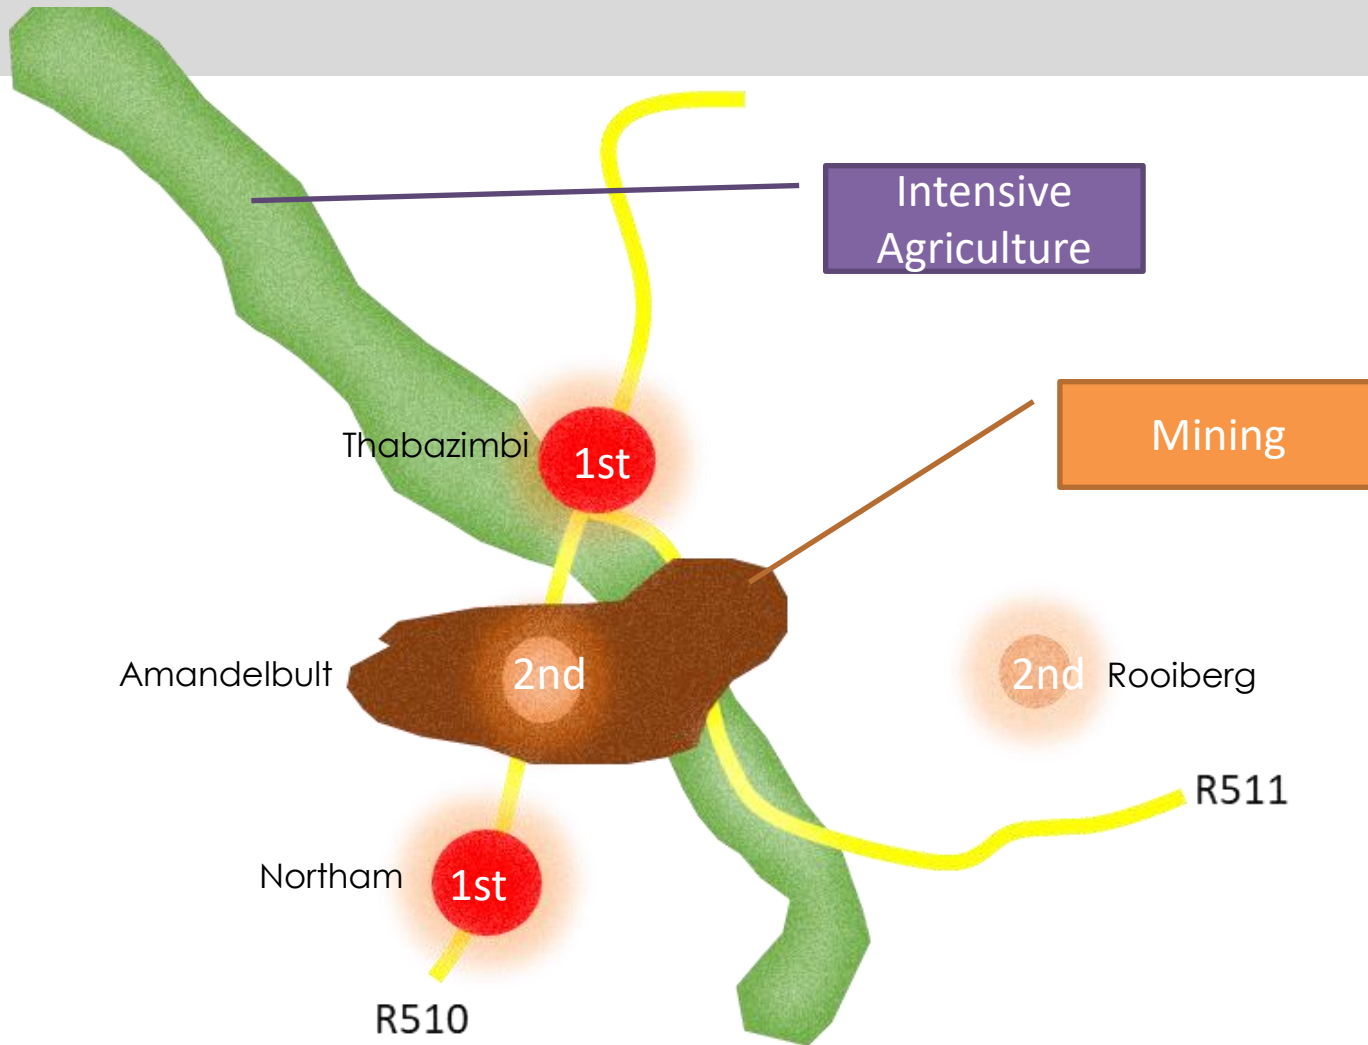 Intensive
Agriculture
Thabazimbi
1st
Mining
Amandelbult
2nd
2nd
Rooiberg
R511
Northam
1st
R510